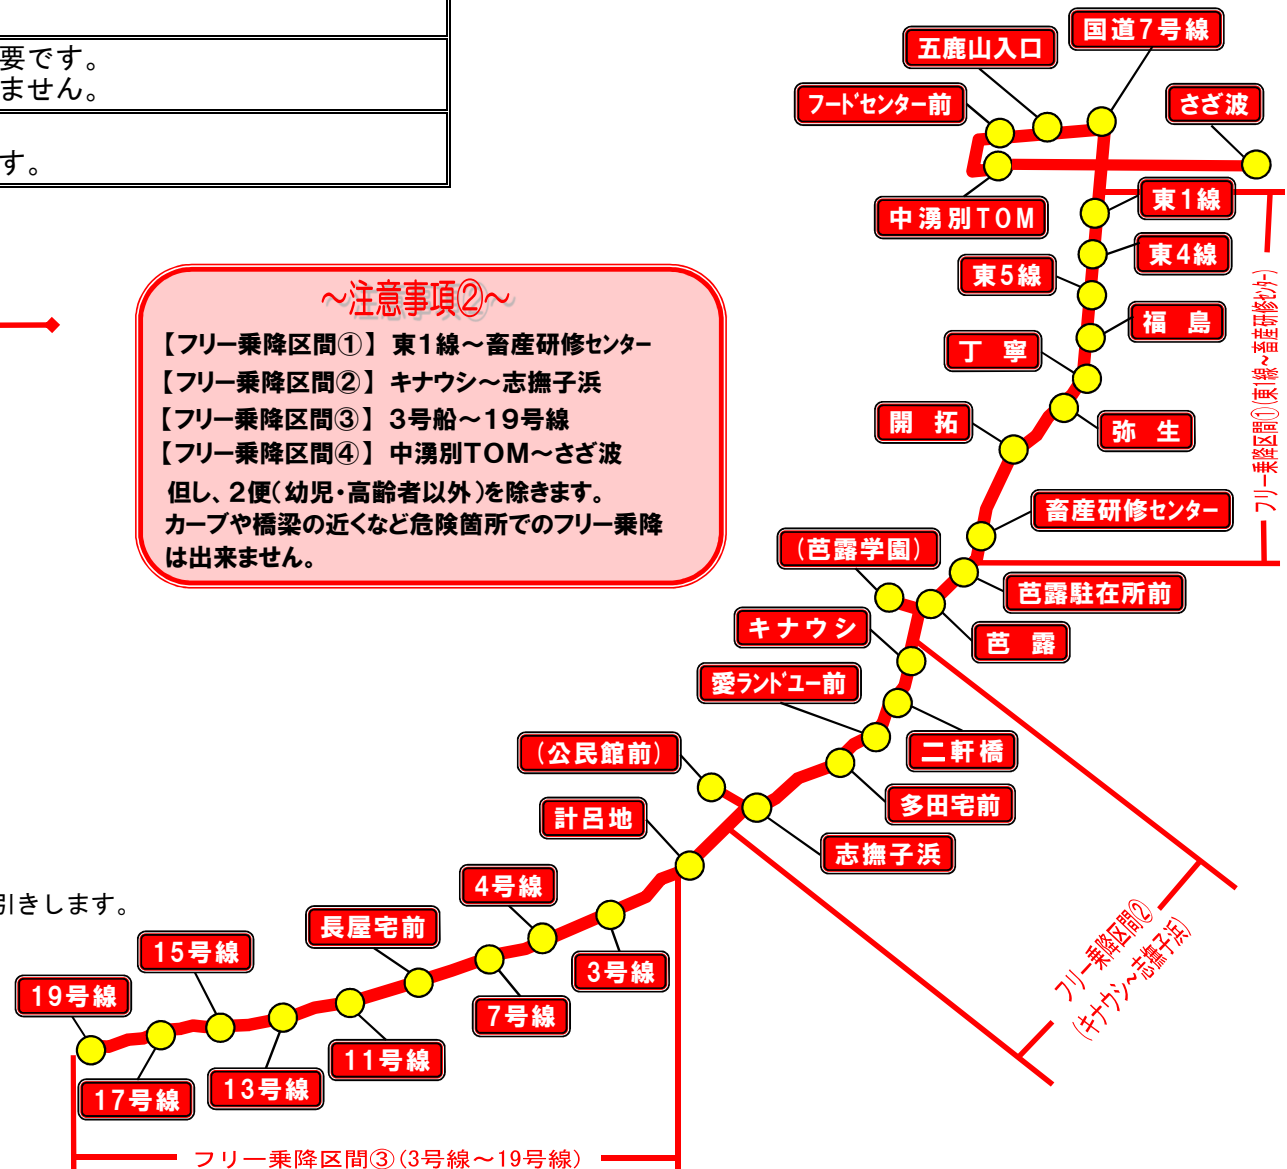 要です。
ません。
す。
国道7号線
五鹿山入口
フードセンター前
さざ波
中湧別TOM
東1線
東4線
東5線
福島
丁寧
弥生
開拓
畜産研修センター
フリー乗降区間①(東1線～畜産研修センター)
～注意事項②～
【フリー乗降区間①】 東1線～畜産研修センター
【フリー乗降区間②】 キナウシ～志撫子浜
【フリー乗降区間③】 3号船～19号線
【フリー乗降区間④】 中湧別TOM～さざ波
但し、2便(幼児・高齢者以外)を除きます。
カーブや橋梁の近くなど危険箇所でのフリー乗降
は出来ません。
(芭露学園)
芭露駐在所前
芭露
キナウシ
愛ランドユー前
二軒橋
(公民館前)
多田宅前
計呂地
志撫子浜
フリー乗降区間②
(キナウシ～志撫子浜)
引きします。
4号線
3号線
長屋宅前
7号線
15号線
11号線
19号線
13号線
17号線
フリー乗降区間③(3号線～19号線)